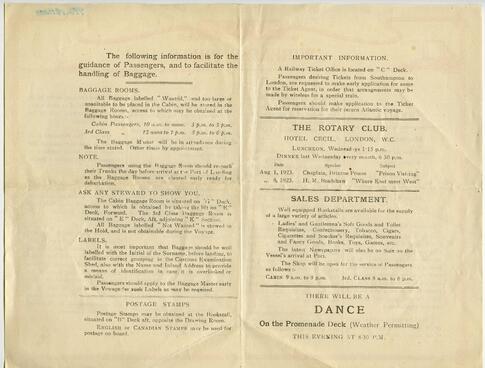 The following information is for the
guidance of Passengers, and to facilitate the
handling of Baggage.
BAGGAGE ROOMS.
All Baggage labelled "Wanted," and too large or
unsuitable to be placed in the Cabin, will be stored in the
Baggage Rooms, access to which may be obtained at the
following hours:-
Cabin Passengers, 10 a.m. to noon. 3 p.m. to 5 p.m.
3rd Class 12 noon to 1 p.m. 5 p.m. to 6 p.m.
The Baggage Master will be in attendance during
the time stated. Other times by appointment.
NOTE.
Passengers using the Baggage Room should re-pack
their Trunks the day before arrival at the Port of Landing
as the Baggage Rooms are cleared early ready for
debarkation.
ASK ANY STEWARD TO SHOW YOU.
The Cabin Baggage Room is situated on Deck,
access to which is obtained by taking the lift on "K"
Deck, Forward. The 3rd Class Baggage Room is
situated on "E" Deck, Aft, adjoining "K" Section.
All Baggage labelled "Not Wanted" is stowed in the
Hold, and is not obtainable during the Voyage.
LABELS.
It is most important that Baggage should be well
labelled with the Initial of the Surname, before landing, to
facilitate correct grouping in the Customs Examination
Shed, also with the Name and Inland Address to provide
a means of identification in case it is overlooked or
mislaid.
Passengers should apply to the Baggage Master early
in the Voyage for such Labels as may be required.
POSTAGE STAMPS
Postage Stamps may be obtained at the Bookstall,
situated on "B" Deck aft, opposite the Drawing Room.
ENGLISH or CANADIAN STAMPS may be used for
postage on board.
IMPORTANT INFORMATION.
A Railway Ticket Office is located on "C" Deck.
Passengers desiring Tickets from Southampton to
London, are requested to make early application for same
to the Ticket Agent, in order that arrangements may be
made by wireless for a special train.
Passengers should make application to the Ticket
Agent for reservation for their return Atlantic voyage.
THE ROTARY CLUB.
HOTEL CECIL, LONDON, W.C.
LUNCHEON, Wednesdays 1-15 p.m.
DINNER last Wednesday every month, 6 30 p.m.
Date Speaker Subject
Aug 1, 1923. Chaplain, Prisons "Prison Visiting"
8, 1923. H. M. "Where East meets West"
SALES DEPARTMENT.
Well equipped Bookstalls are available for the supply
of a large variety of articles.
Ladies' and Gentlemen's Soft Goods and Toilet
Requisites, Confectionery, Tobacco, Cigars,
Cigarettes and Smoker's Requisites, Souvenirs
and Fancy Goods, Books, Toys, Games, etc.
The latest Newspapers will also be on Sale on the
Vessel's arrival at Port.
The Shop will be open for the service of Passengers
as follows:-
CABIN 9 a.m. to 9 p.m. 3rd. CLASS 8 a.m. to 8 p.m.
THERE WILL BE A
DANCE
On the Promenade Deck (Weather Permitting)
THIS EVENING AT 8-30 P.M.